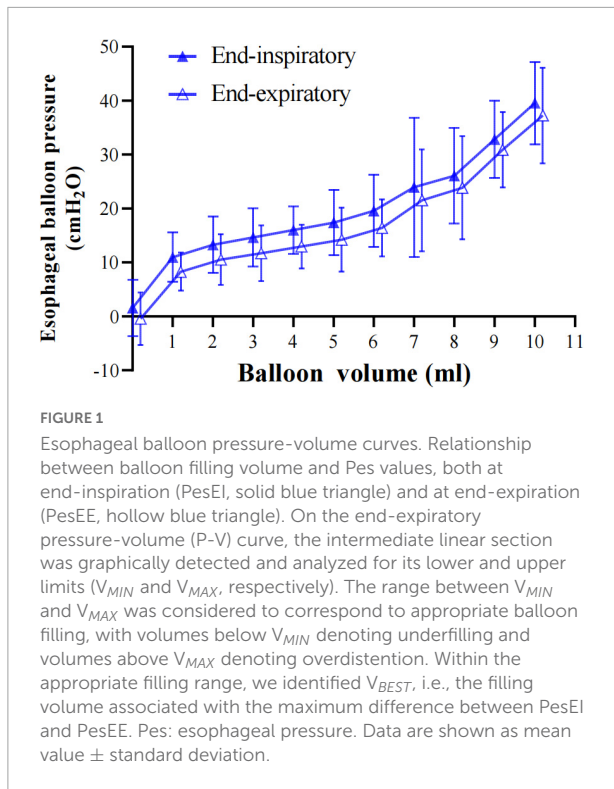 End-inspiratory
End-expiratory
Esophageal balloon pressure
(cmH₂O)
50
40
30
20
10
0
-10
1 2 3 4 5 6 7 8 9 10 11
Balloon volume (ml)
FIGURE 1
Esophageal balloon pressure-volume curves. Relationship
between balloon filling volume and Pes values, both at
end-inspiration (PesEI, solid blue triangle) and at end-expiration
(PesEE, hollow blue triangle). On the end-expiratory
pressure-volume (P-V) curve, the intermediate linear section
was graphically detected and analyzed for its lower and upper
limits (VMIN and VMAX, respectively). The range between VMIN
and VMAX was considered to correspond to appropriate balloon
filling, with volumes below VMIN denoting underfilling and
volumes above VMAX denoting overdistention. Within the
appropriate filling range, we identified VBEST, i.e., the filling
volume associated with the maximum difference between PesEI
and PesEE. Pes: esophageal pressure. Data are shown as mean
value ± standard deviation.